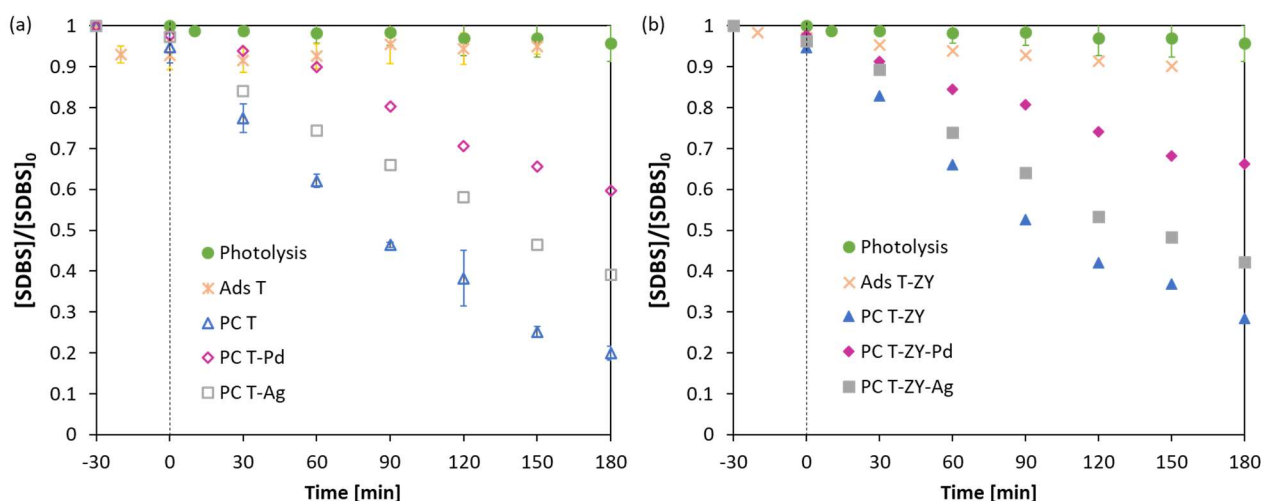 (a)
[SDBS]/[SDBS]0
1
0.9
0.8
0.7
0.6
0.5
0.4
0.3
0.2
0.1
0
Photolysis
Ads T
PC T
PC T-Pd
PC T-Ag
-30 0 30 60 90 120 150 180
Time [min]
(b)
[SDBS]/[SDBS]0
1
0.9
0.8
0.7
0.6
0.5
0.4
0.3
0.2
0.1
0
Photolysis
Ads T-ZY
PC T-ZY
PC T-ZY-Pd
PC T-ZY-Ag
-30 0 30 60 90 120 150 180
Time [min]